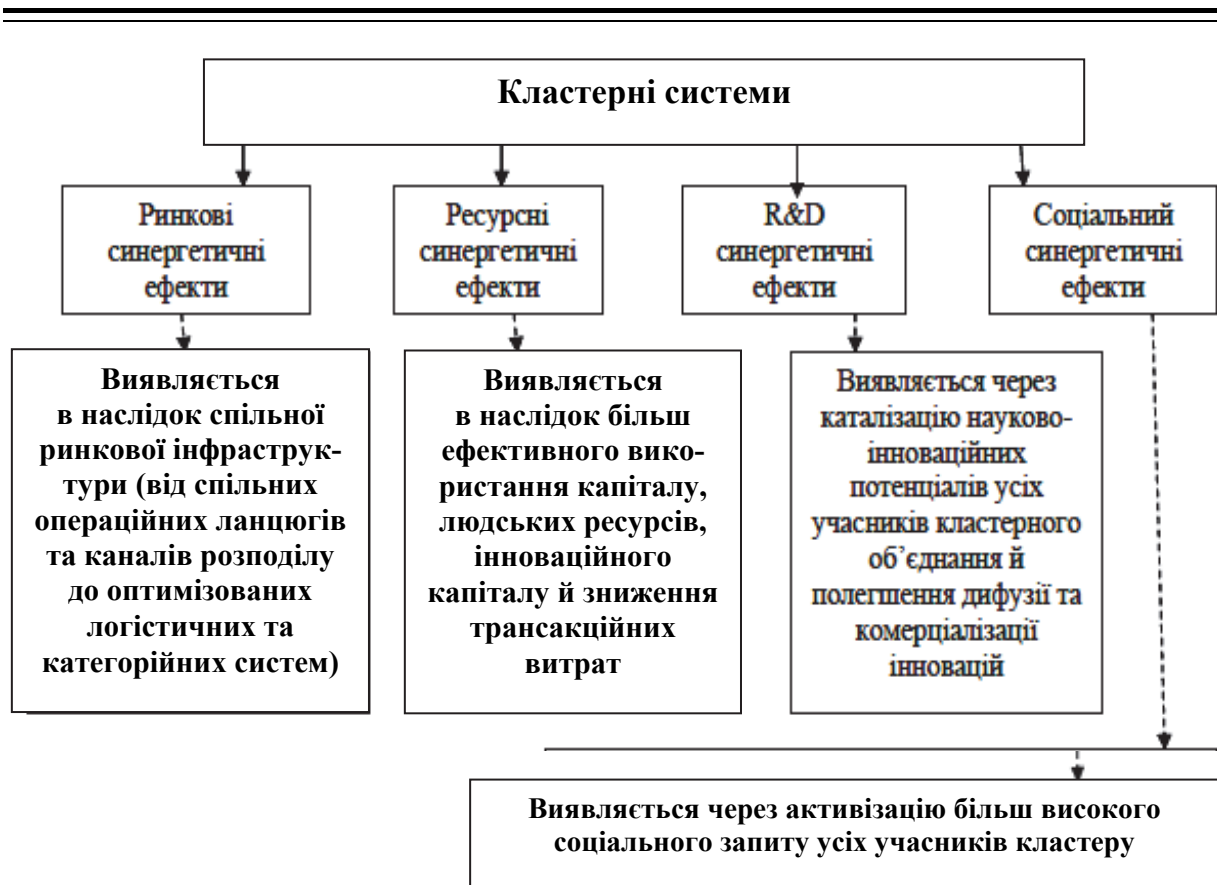 Кластерні системи
Ринкові
синергетичні
ефекти
Ресурсні
синергетичні
ефекти
R&D
синергетичні
ефекти
Соціальний
синергетичні
ефекти
Виявляється
в наслідок спільної
ринкової інфраструк-
тури (від спільних
операційних ланцюгів
та каналів розподілу
до оптимізованих
логістичних та
категорійних систем)
Виявляється
в наслідок більш
ефективного вико-
ристання капіталу,
людських ресурсів,
інноваційного
капіталу й зниження
трансакційних
витрат
Виявляється через
каталізацію науково-
інноваційних
потенціалів усіх
учасників кластерного
об’єднання й
полегшення дифузії та
комерціалізації
інновацій
Виявляється через активізацію більш високого
соціального запиту усіх учасників кластеру